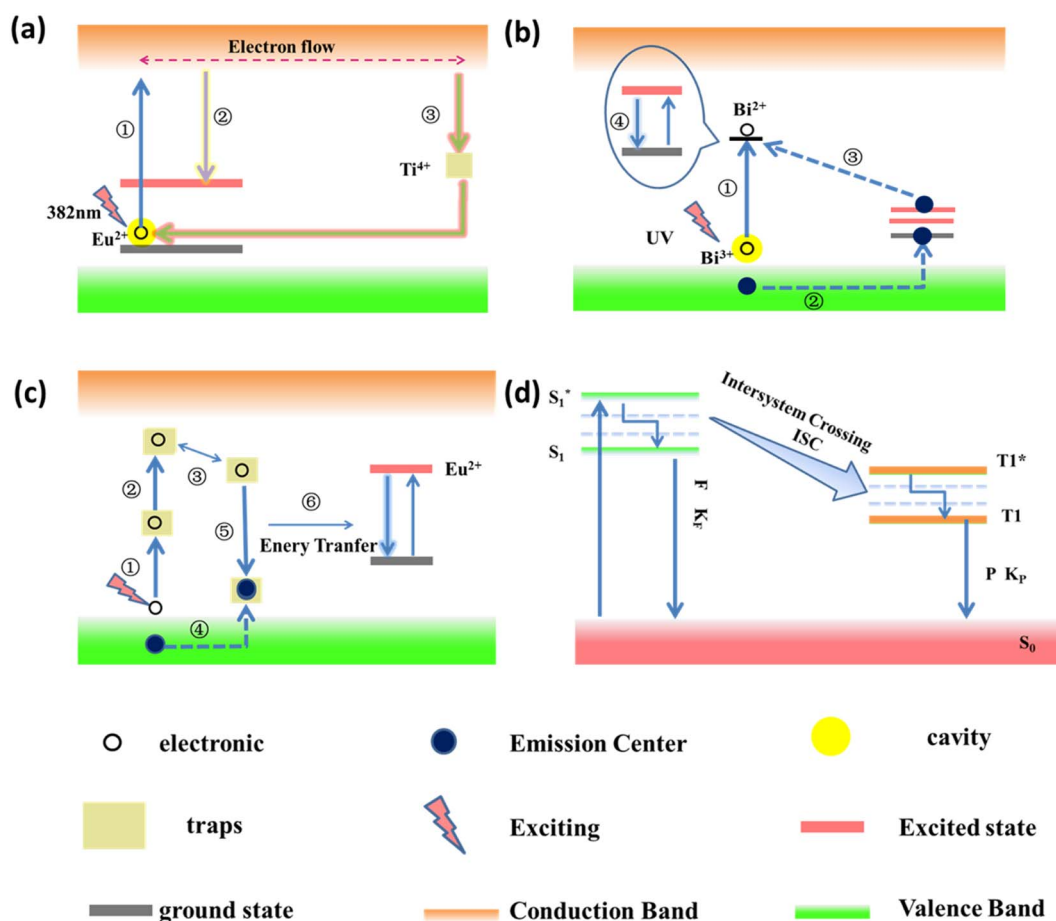 (a)
Electron flow
①
②
③
Ti⁴⁺
382nm
Eu²⁺
(b)
④
Bi²⁺
③
①
UV
Bi³⁺
②
(c)
②
③
①
⑤
④
⑥
Enery Tranfer
Eu²⁺
(d)
S₁*
S₁
Intersystem Crossing
ISC
F K_F
T1*
T1
P K_P
S₀
electronic
Emission Center
cavity
traps
Exciting
Excited state
ground state
Conduction Band
Valence Band